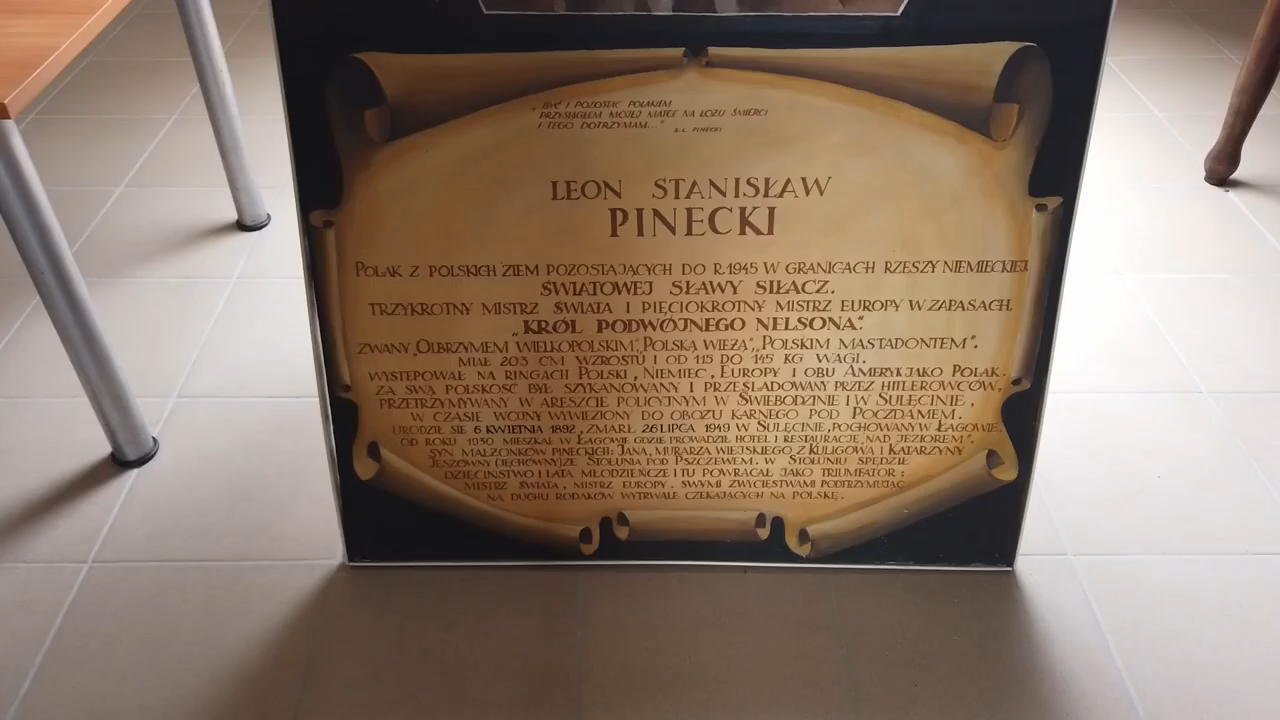 „BYĆ I POZOSTAĆ POLAKIEM
PRZYSIĄGŁEM MOJEJ MATCE NA ŁOŻU ŚMIERCI
I TEGO DOTRZYMAM..."
S.L. PINECKI
LEON STANISŁAW
PINECKI
POLAK Z POLSKICH ZIEM POZOSTAJĄCYCH DO R.1945 W GRANICACH RZESZY NIEMIECKIEJ
ŚWIATOWEJ SŁAWY SIŁACZ.
TRZYKROTNY MISTRZ ŚWIATA I PIĘCIOKROTNY MISTRZ EUROPY W ZAPASACH.
„KRÓL PODWÓJNEGO NELSONA".
ZWANY „OLBRZYMEM WIELKOPOLSKIM", „POLSKĄ WIEŻĄ", „POLSKIM MASTADONTEM".
MIAŁ 203 CM WZROSTU I OD 115 DO 145 KG WAGI.
WYSTĘPOWAŁ NA RINGACH POLSKI, NIEMIEC, EUROPY I OBU AMERYK JAKO POLAK.
ZA SWĄ POLSKOŚĆ BYŁ SZYKANOWANY I PRZEŚLADOWANY PRZEZ HITLEROWCÓW,
PRZETRZYMYWANY W ARESZCIE POLICYJNYM W ŚWIEBODZINIE I W SULĘCINIE,
W CZASIE WOJNY WYWIEZIONY DO OBOZU KARNEGO POD POCZDAMEM.
URODZIŁ SIĘ 6 KWIETNIA 1892, ZMARŁ 26 LIPCA 1949 W SULĘCINIE, POCHOWANY W ŁAGOWIE.
OD ROKU 1930 MIESZKAŁ W ŁAGOWIE GDZIE PROWADZIŁ HOTEL I RESTAURACJĘ „NAD JEZIOREM".
SYN MAŁŻONKÓW PINECKICH: JANA, MURARZA WIEJSKIEGO Z KULIGOWA I KATARZYNY
JESZOWNY (JĘCHÓWNY) ZE STOŁUNIA POD PSZCZEWEM. W STOŁUNIU SPĘDZIŁ
DZIECIŃSTWO I LATA MŁODZIEŃCZE I TU POWRACAŁ JAKO TRIUMFATOR:
MISTRZ ŚWIATA, MISTRZ EUROPY. SWYMI ZWYCIĘSTWAMI PODTRZYMUJĄC
NA DUCHU RODAKÓW WYTRWALE CZEKAJĄCYCH NA POLSKĘ.